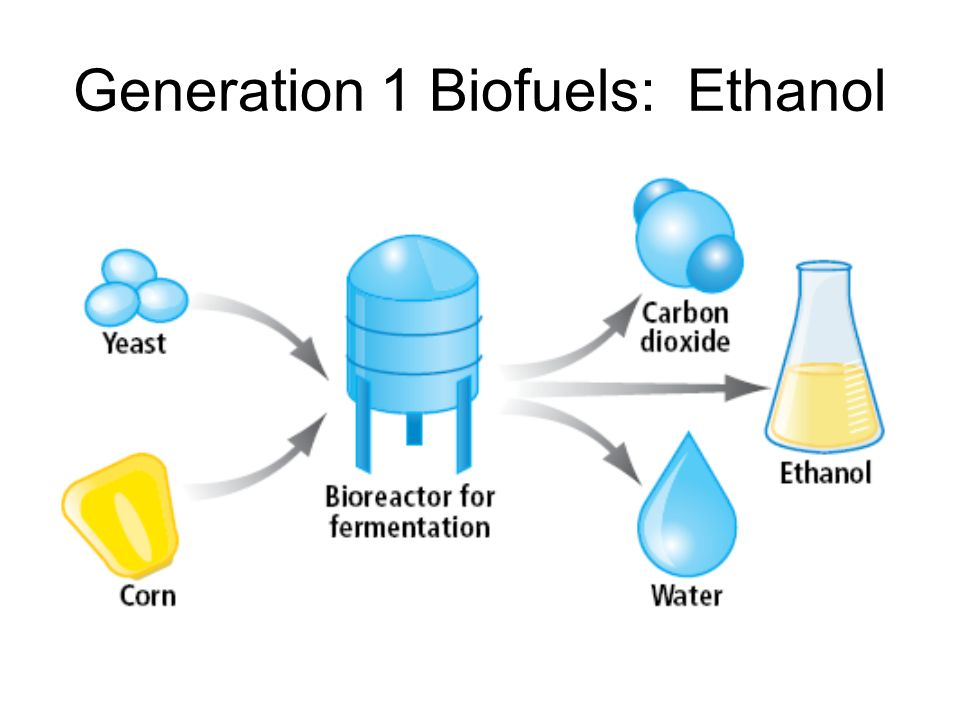 Generation 1 Biofuels: Ethanol
Yeast
Corn
Bioreactor for
fermentation
Carbon
dioxide
Ethanol
Water